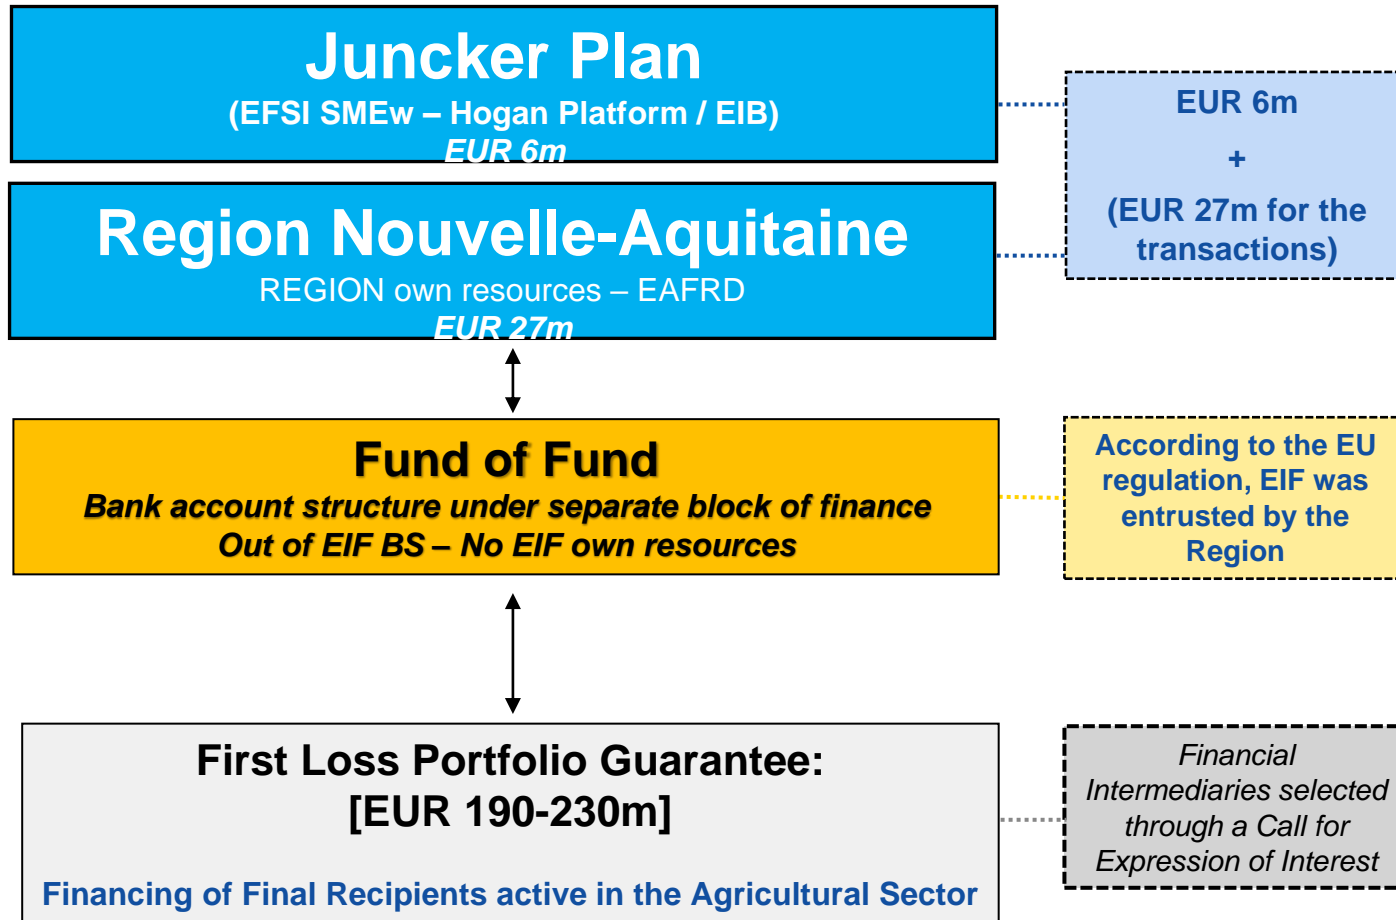 Juncker Plan
(EFSI SMEw – Hogan Platform / EIB)
EUR 6m
Region Nouvelle-Aquitaine
REGION own resources – EAFRD
EUR 27m
EUR 6m
+
(EUR 27m for the
transactions)
Fund of Fund
Bank account structure under separate block of finance
Out of EIF BS – No EIF own resources
According to the EU
regulation, EIF was
entrusted by the
Region
First Loss Portfolio Guarantee:
[EUR 190-230m]
Financing of Final Recipients active in the Agricultural Sector
Financial
Intermediaries selected
through a Call for
Expression of Interest